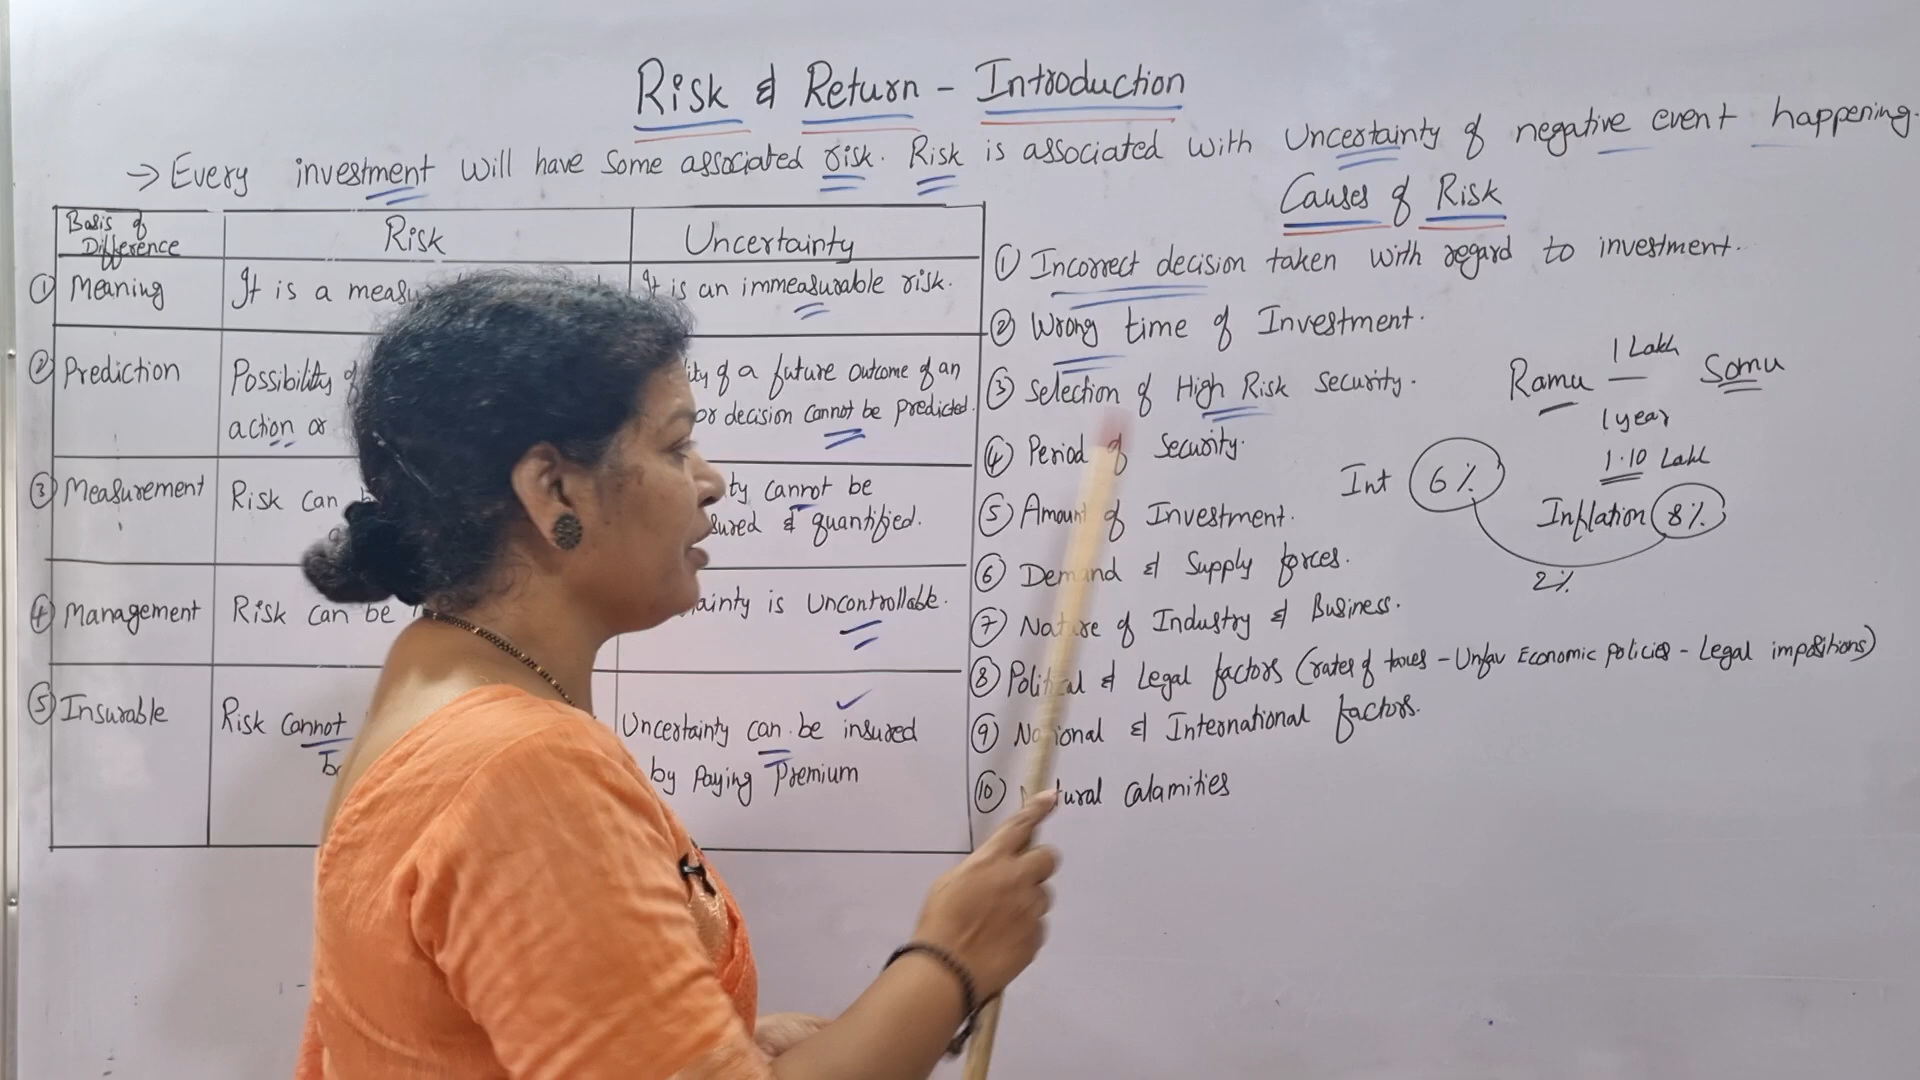 Risk & Return - Introduction
→ Every investment will have some associated risk. Risk is associated with Uncertainty of negative event happening.
Basis of Difference
Risk
Uncertainty
① Meaning
It is a
It is an immeasurable risk.
② Prediction
Possibility
action or
of a future outcome of an
or decision cannot be predicted.
③ Measurement
Risk can
cannot be
& quantified.
④ Management
Risk can be
is Uncontrollable.
⑤ Insurable
Risk cannot
Uncertainty can be insured
by paying Premium
Causes of Risk
① Incorrect decision taken with regard to investment.
② Wrong time of Investment.
③ Selection of High Risk Security.
④ Period of Security.
⑤ Amount of Investment.
⑥ Demand & Supply forces.
⑦ Nature of Industry & Business.
⑧ Political & Legal factors (rates of taxes - Unfav Economic policies - Legal impositions)
⑨ National & International factors.
⑩ Natural calamities
Ramu 1 Lakh Somu
1 year
1.10 Lakh
Int 6%
Inflation 8%
2%